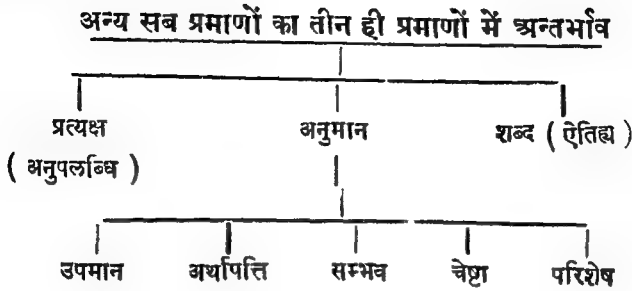 अन्य सब प्रमाणों का तीन ही प्रमाणों में अन्तर्भाव
प्रत्यक्ष अनुमान शब्द ( ऐतिह्य )
( अनुपलब्धि )
उपमान अर्थापत्ति सम्भव चेष्टा परिशेष